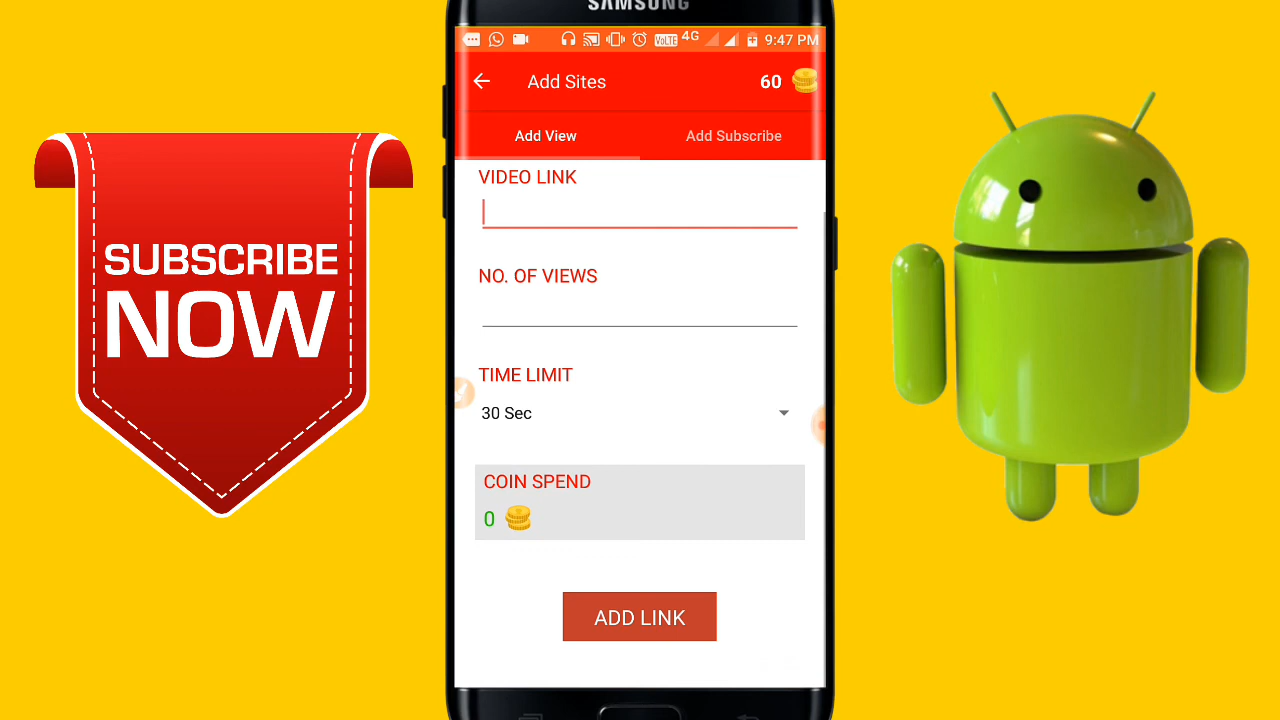 SAMSUNG
VoLTE 4G 9:47 PM
Add Sites 60
Add View Add Subscribe
VIDEO LINK
NO. OF VIEWS
TIME LIMIT
30 Sec
COIN SPEND
0
ADD LINK
SUBSCRIBE
NOW